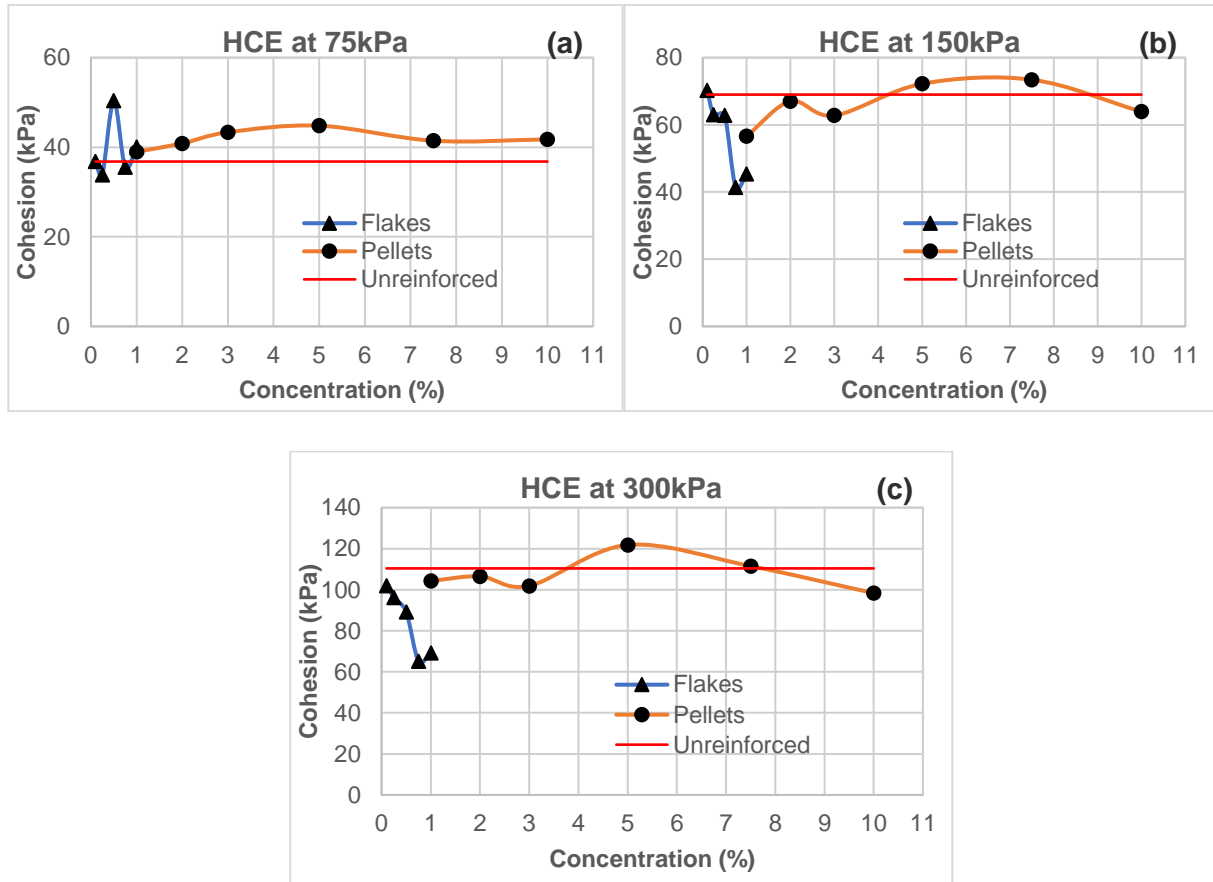 HCE at 75kPa
(a)
60
40
20
0
Cohesion (kPa)
Flakes
Pellets
Unreinforced
0 1 2 3 4 5 6 7 8 9 10 11
Concentration (%)
HCE at 150kPa
(b)
80
60
40
20
0
Cohesion (kPa)
Flakes
Pellets
Unreinforced
0 1 2 3 4 5 6 7 8 9 10 11
Concentration (%)
HCE at 300kPa
(c)
140
120
100
80
60
40
20
0
Cohesion (kPa)
Flakes
Pellets
Unreinforced
0 1 2 3 4 5 6 7 8 9 10 11
Concentration (%)